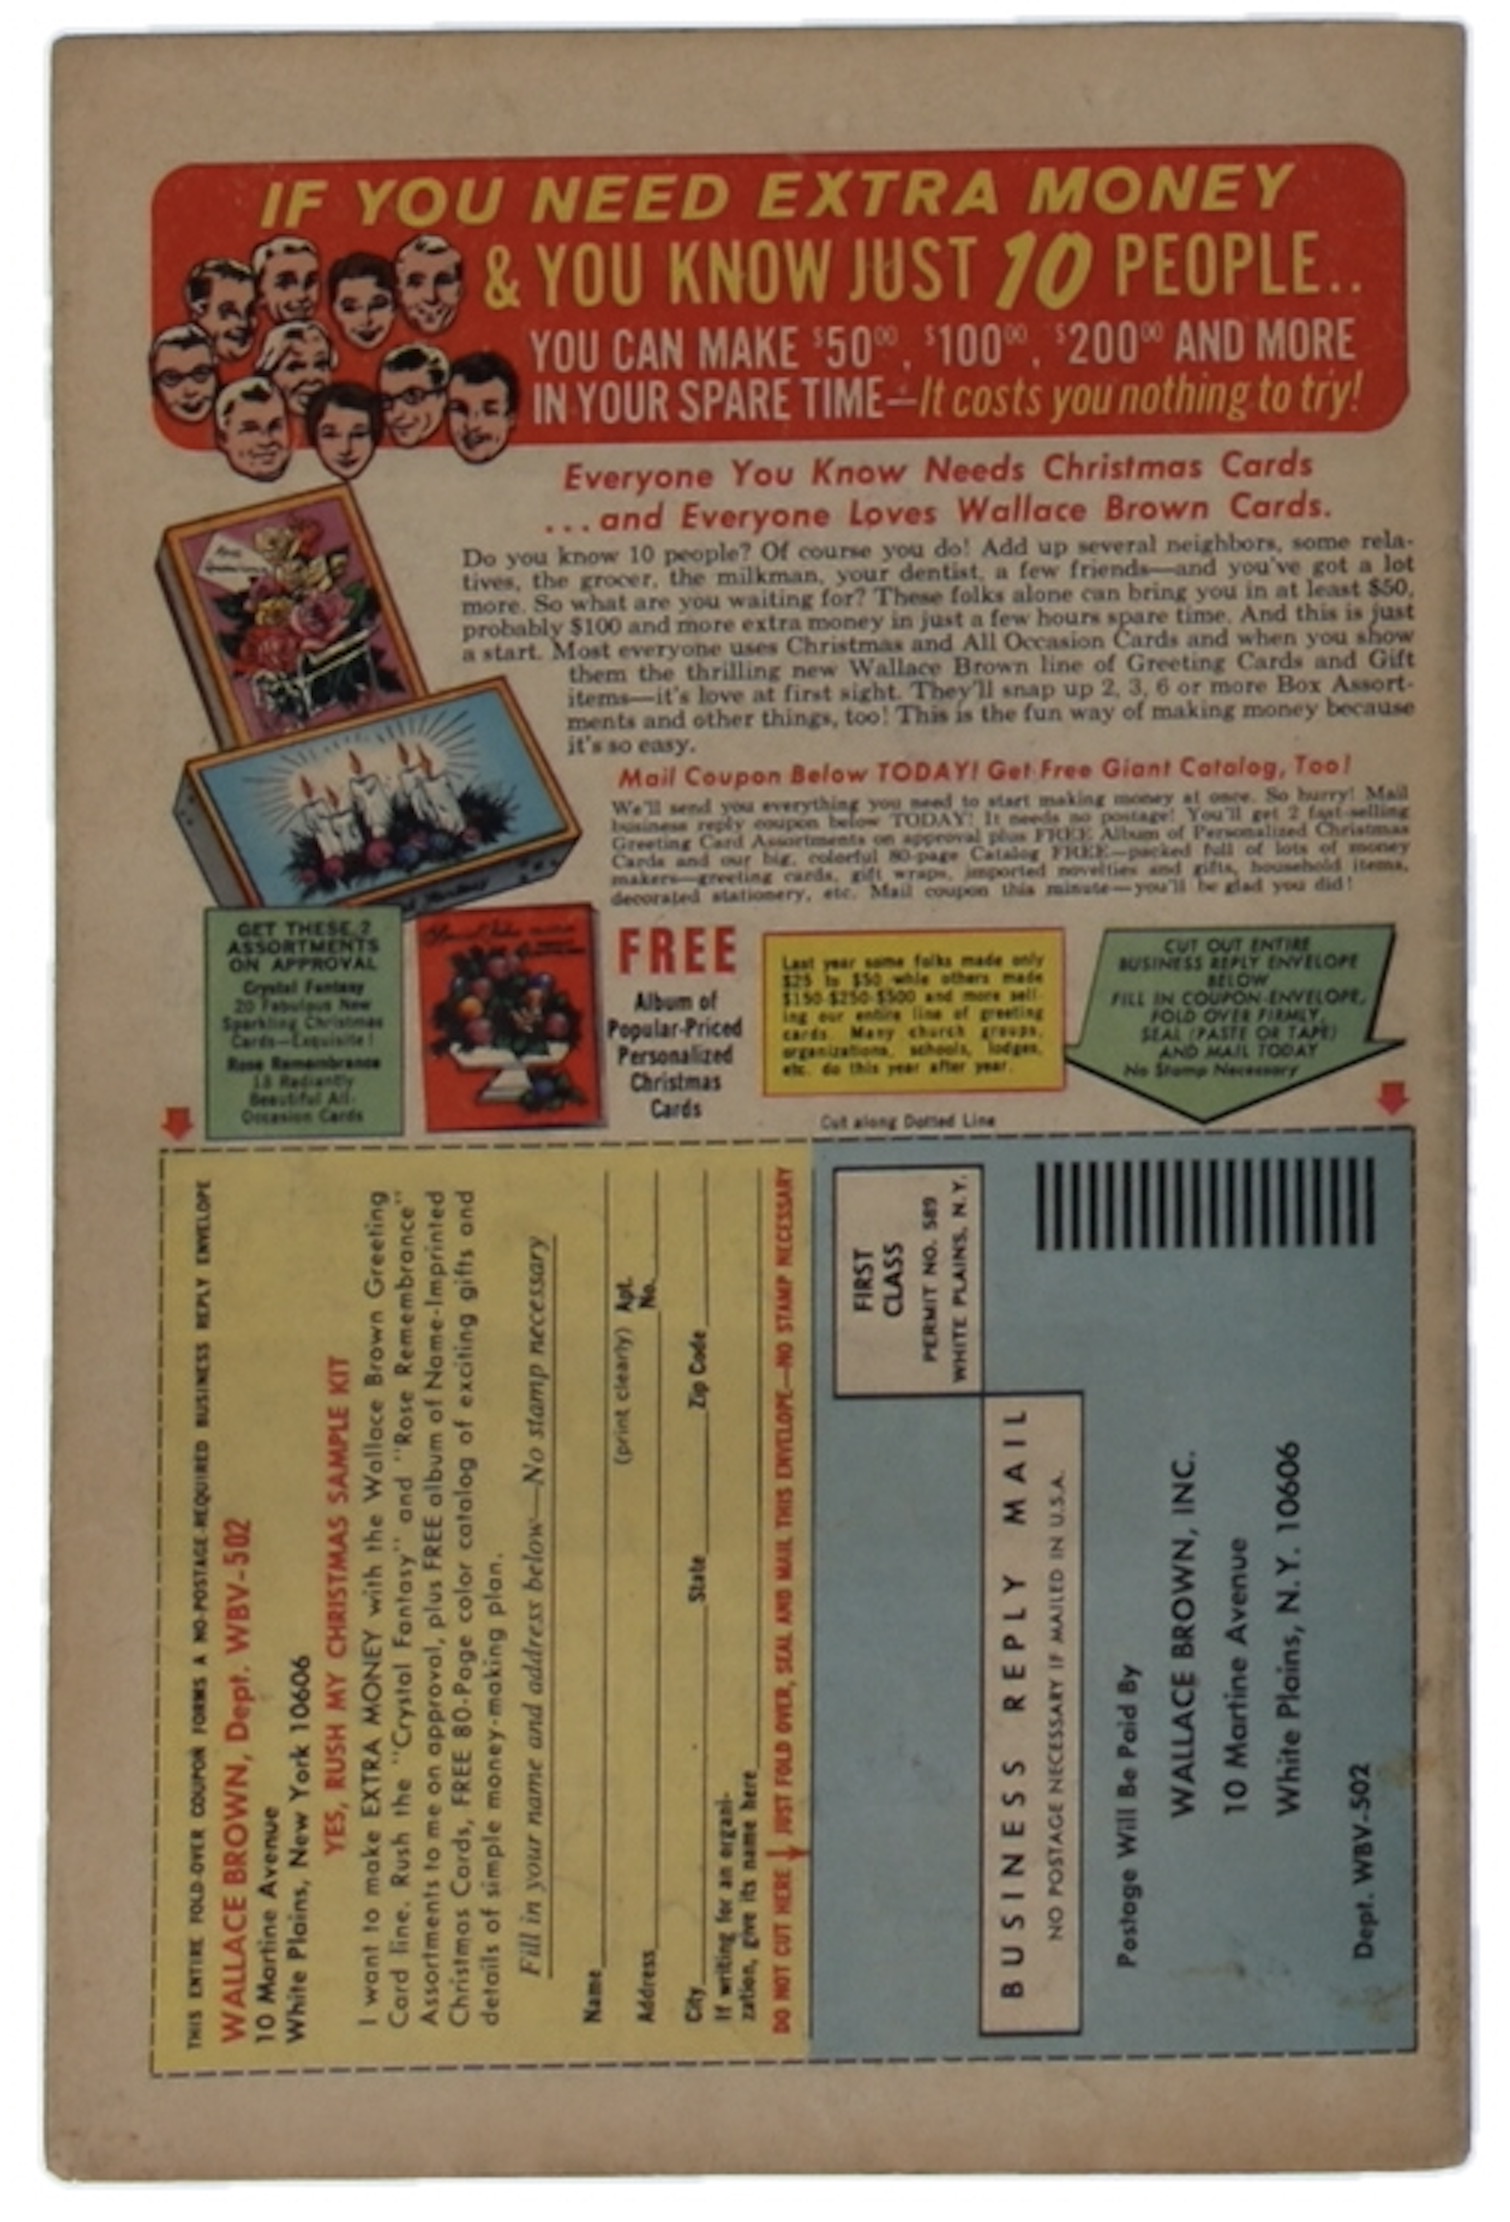 IF YOU NEED EXTRA MONEY
& YOU KNOW JUST 10 PEOPLE..
YOU CAN MAKE $50⁰⁰, $100⁰⁰, $200⁰⁰ AND MORE
IN YOUR SPARE TIME—It costs you nothing to try!
Everyone You Know Needs Christmas Cards
...and Everyone Loves Wallace Brown Cards.
Do you know 10 people? Of course you do! Add up several neighbors, some rela-
tives, the grocer, the milkman, your dentist, a few friends—and you've got a lot
more. So what are you waiting for? These folks alone can bring you in at least $50,
probably $100 and more extra money in just a few hours spare time. And this is just
a start. Most everyone uses Christmas and All Occasion Cards and when you show
them the thrilling new Wallace Brown line of Greeting Cards and Gift
items—it's love at first sight. They'll snap up 2, 3, 6 or more Box Assort-
ments and other things, too! This is the fun way of making money because
it's so easy.
Mail Coupon Below TODAY! Get Free Giant Catalog, Too!
We'll send you everything you need to start making money at once. So hurry! Mail
business reply coupon below TODAY! It needs no postage! You'll get 2 fast-selling
Greeting Card Assortments on approval plus FREE Album of Personalized Christmas
Cards and our big, colorful 80-page Catalog FREE—packed full of lots of money
makers—greeting cards, gift wraps, imported novelties and gifts, household items,
decorated stationery, etc. Mail coupon this minute—you'll be glad you did!
GET THESE 2
ASSORTMENTS
ON APPROVAL
Crystal Fantasy
20 Fabulous New
Sparkling Christmas
Cards—Exquisite!
Rose Remembrance
18 Radiantly
Beautiful All-
Occasion Cards
FREE
Album of
Popular-Priced
Personalized
Christmas
Cards
Last year some folks made only
$25 to $50 while others made
$150-$250-$500 and more sell-
ing our entire line of greeting
cards. Many church groups,
organizations, schools, lodges,
etc. do this year after year.
CUT OUT ENTIRE
BUSINESS REPLY ENVELOPE
BELOW
FILL IN COUPON-ENVELOPE,
FOLD OVER FIRMLY,
SEAL (PASTE OR TAPE)
AND MAIL TODAY
No Stamp Necessary
Cut along Dotted Line
THIS ENTIRE FOLD-OVER COUPON FORMS A NO-POSTAGE-REQUIRED BUSINESS REPLY ENVELOPE
WALLACE BROWN, Dept. WBV-502
10 Martine Avenue
White Plains, New York 10606
YES, RUSH MY CHRISTMAS SAMPLE KIT
I want to make EXTRA MONEY with the Wallace Brown Greeting
Card line. Rush the "Crystal Fantasy" and "Rose Remembrance"
Assortments to me on approval, plus FREE album of Name-Imprinted
Christmas Cards, FREE 80-Page color catalog of exciting gifts and
details of simple money-making plan.
Fill in your name and address below—No stamp necessary
Name
(print clearly)
Address Apt. No.
City State Zip Code
If writing for an organi-
zation, give its name here
DO NOT CUT HERE JUST FOLD OVER, SEAL AND MAIL THIS ENVELOPE—NO STAMP NECESSARY
FIRST
CLASS
PERMIT NO. 589
WHITE PLAINS, N.Y.
BUSINESS REPLY MAIL
NO POSTAGE NECESSARY IF MAILED IN U.S.A.
Postage Will Be Paid By
WALLACE BROWN, INC.
10 Martine Avenue
White Plains, N.Y. 10606
Dept. WBV-502